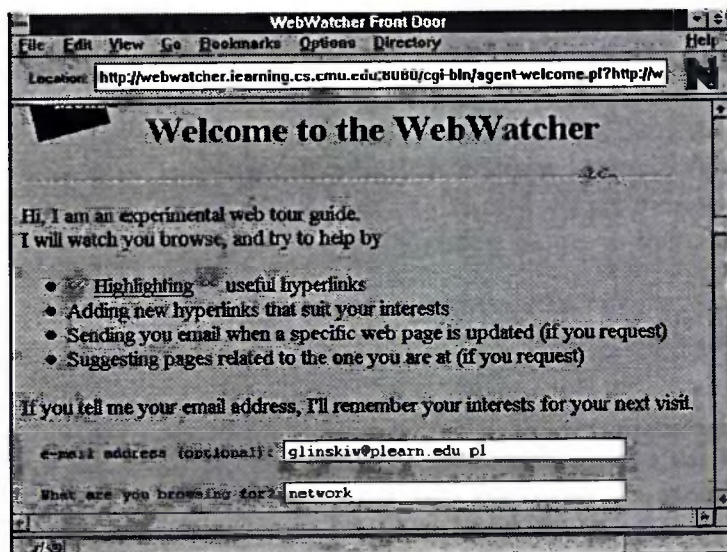 WebWatcher Front Door
File Edit View Go Bookmarks Options Directory Help
Location: http://webwatcher.learning.cs.cmu.edu:8080/cgi-bin/agent-welcome.pl?http://w
N
Welcome to the WebWatcher
Hi, I am an experimental web tour guide.
I will watch you browse, and try to help by
Highlighting useful hyperlinks
Adding new hyperlinks that suit your interests
Sending you email when a specific web page is updated (if you request)
Suggesting pages related to the one you are at (if you request)
If you tell me your email address, I'll remember your interests for your next visit.
e-mail address (optional): glinskiw@plearn.edu.pl
What are you browsing for? network